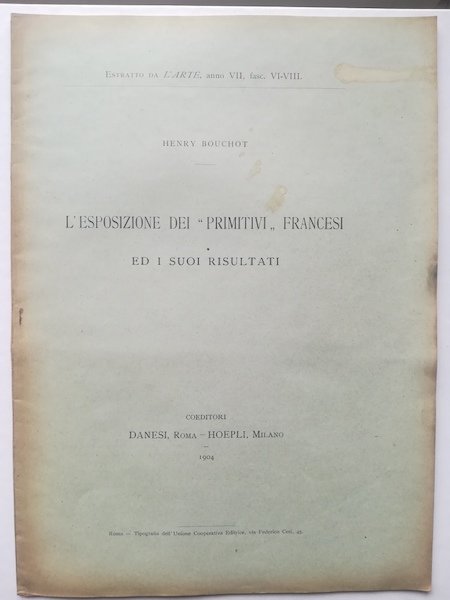 ESTRATTO DA L'ARTE, anno VII, fasc. VI-VIII.
HENRY BOUCHOT
L'ESPOSIZIONE DEI “PRIMITIVI„ FRANCESI
ED I SUOI RISULTATI
COEDITORI
DANESI, ROMA – HOEPLI, MILANO
1904
Roma — Tipografia dell'Unione Cooperativa Editrice, via Federico Cesi, 45.